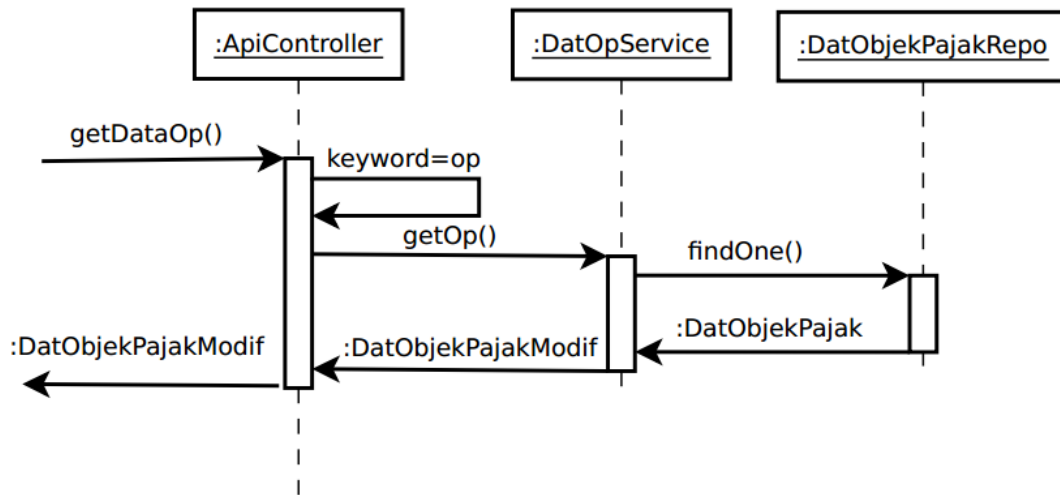 :ApiController
:DatOpService
:DatObjekPajakRepo
getDataOp()
keyword=op
getOp()
findOne()
:DatObjekPajak
:DatObjekPajakModif
:DatObjekPajakModif